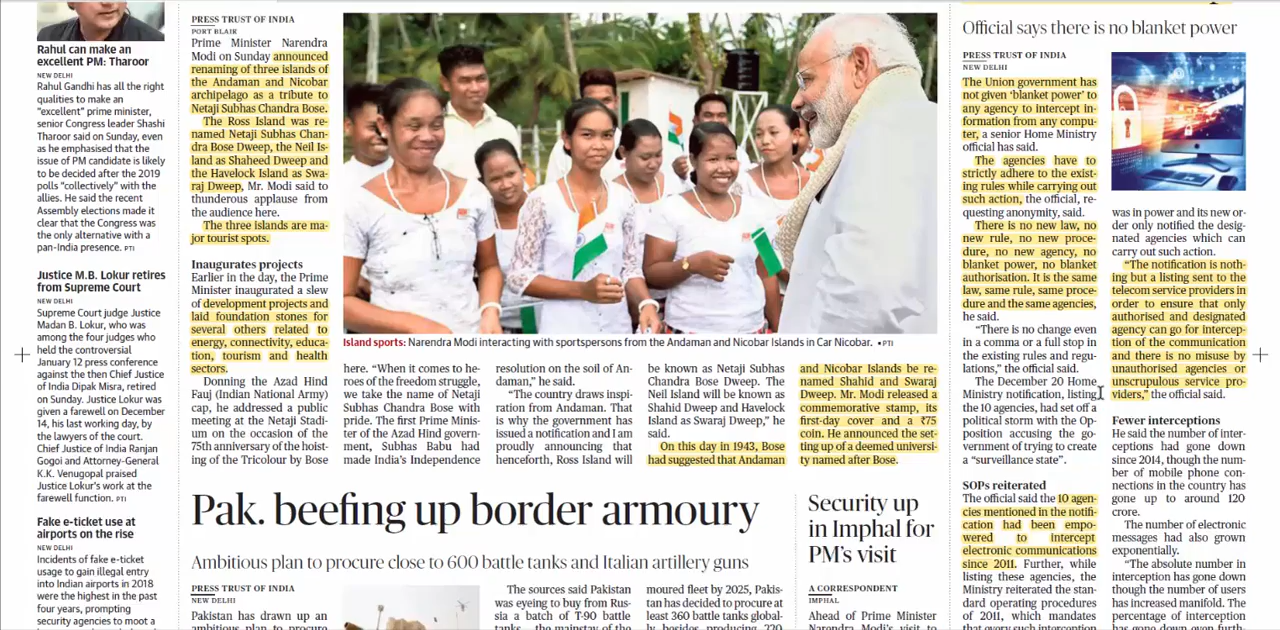 Rahul can make an
excellent PM: Tharoor
NEW DELHI
Rahul Gandhi has all the right
qualities to make an
"excellent" prime minister,
senior Congress leader Shashi
Tharoor said on Sunday, even
as he emphasised that the
issue of PM candidate is likely
to be decided after the 2019
polls "collectively" with the
allies. He said the recent
Assembly elections made it
clear that the Congress was
the only alternative with a
pan-India presence. PTI
Justice M.B. Lokur retires
from Supreme Court
NEW DELHI
Supreme Court judge Justice
Madan B. Lokur, who was
among the four judges who
held the controversial
January 12 press conference
against the then Chief Justice
of India Dipak Misra, retired
on Sunday. Justice Lokur was
given a farewell on December
14, his last working day, by
the lawyers of the court.
Chief Justice of India Ranjan
Gogoi and Attorney-General
K.K. Venugopal praised
Justice Lokur's work at the
farewell function. PTI
Fake e-ticket use at
airports on the rise
NEW DELHI
Incidents of fake e-ticket
usage to gain illegal entry
into Indian airports in 2018
were the highest in the past
four years, prompting
security agencies to moot a
PRESS TRUST OF INDIA
PORT BLAIR
Prime Minister Narendra
Modi on Sunday announced
renaming of three islands of
the Andaman and Nicobar
archipelago as a tribute to
Netaji Subhas Chandra Bose.
The Ross Island was re-
named Netaji Subhas Chan-
dra Bose Dweep, the Neil Is-
land as Shaheed Dweep and
the Havelock Island as Swa-
raj Dweep, Mr. Modi said to
thunderous applause from
the audience here.
The three islands are ma-
jor tourist spots.
Inaugurates projects
Earlier in the day, the Prime
Minister inaugurated a slew
of development projects and
laid foundation stones for
several others related to
energy, connectivity, educa-
tion, tourism and health
sectors.
Donning the Azad Hind
Fauj (Indian National Army)
cap, he addressed a public
meeting at the Netaji Stadi-
um on the occasion of the
75th anniversary of the hoist-
ing of the Tricolour by Bose
Island sports: Narendra Modi interacting with sportspersons from the Andaman and Nicobar Islands in Car Nicobar. • PTI
here. "When it comes to he-
roes of the freedom struggle,
we take the name of Netaji
Subhas Chandra Bose with
pride. The first Prime Minis-
ter of the Azad Hind govern-
ment, Subhas Babu had
made India's Independence
resolution on the soil of An-
daman," he said.
"The country draws inspi-
ration from Andaman. That
is why the government has
issued a notification and I am
proudly announcing that
henceforth, Ross Island will
be known as Netaji Subhas
Chandra Bose Dweep. The
Neil Island will be known as
Shahid Dweep and Havelock
Island as Swaraj Dweep," he
said.
On this day in 1943, Bose
had suggested that Andaman
and Nicobar Islands be re-
named Shahid and Swaraj
Dweep. Mr. Modi released a
commemorative stamp, its
first-day cover and a ₹75
coin. He announced the set-
ting up of a deemed universi-
ty named after Bose.
Pak. beefing up border armoury
Ambitious plan to procure close to 600 battle tanks and Italian artillery guns
PRESS TRUST OF INDIA
NEW DELHI
Pakistan has drawn up an
ambitious plan to procure
The sources said Pakistan
was eyeing to buy from Rus-
sia a batch of T-90 battle
tanks – the mainstay of the
moured fleet by 2025, Pakis-
tan has decided to procure at
least 360 battle tanks global-
ly, besides producing 220
Security up
in Imphal for
PM's visit
A CORRESPONDENT
IMPHAL
Ahead of Prime Minister
Narendra Modi's visit to
Official says there is no blanket power
PRESS TRUST OF INDIA
NEW DELHI
The Union government has
not given 'blanket power' to
any agency to intercept in-
formation from any compu-
ter, a senior Home Ministry
official has said.
The agencies have to
strictly adhere to the exist-
ing rules while carrying out
such action, the official, re-
questing anonymity, said.
There is no new law, no
new rule, no new proce-
dure, no new agency, no
blanket power, no blanket
authorisation. It is the same
law, same rule, same proce-
dure and the same agencies,
he said.
"There is no change even
in a comma or a full stop in
the existing rules and regu-
lations," the official said.
The December 20 Home
Ministry notification, listing
the 10 agencies, had set off a
political storm with the Op-
position accusing the go-
vernment of trying to create
a "surveillance state".
SOPs reiterated
The official said the 10 agen-
cies mentioned in the notifi-
cation had been empo-
wered to intercept
electronic communications
since 2011. Further, while
listing these agencies, the
Ministry reiterated the stan-
dard operating procedures
of 2011, which mandates
that every such interception
was in power and its new or-
der only notified the desig-
nated agencies which can
carry out such action.
"The notification is noth-
ing but a listing sent to the
telecom service providers in
order to ensure that only
authorised and designated
agency can go for intercep-
tion of the communication
and there is no misuse by
unauthorised agencies or
unscrupulous service pro-
viders," the official said.
Fewer interceptions
He said the number of inter-
ceptions had gone down
since 2014, though the num-
ber of mobile phone con-
nections in the country has
gone up to around 120
crore.
The number of electronic
messages had also grown
exponentially.
"The absolute number in
interception has gone down
though the number of users
has increased manifold. The
percentage of interception
has gone down even furth-